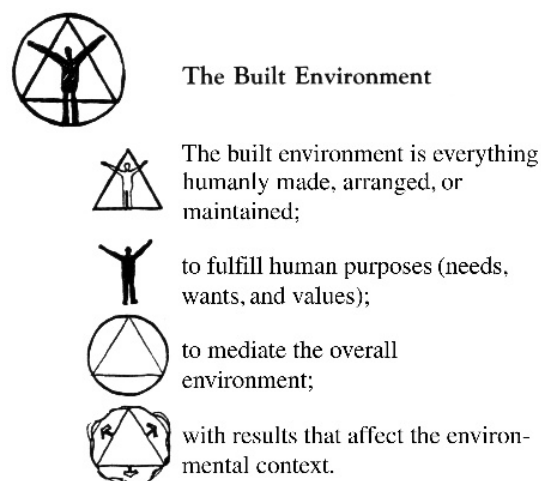 The Built Environment
The built environment is everything
humanly made, arranged, or
maintained;
to fulfill human purposes (needs,
wants, and values);
to mediate the overall
environment;
with results that affect the environ-
mental context.